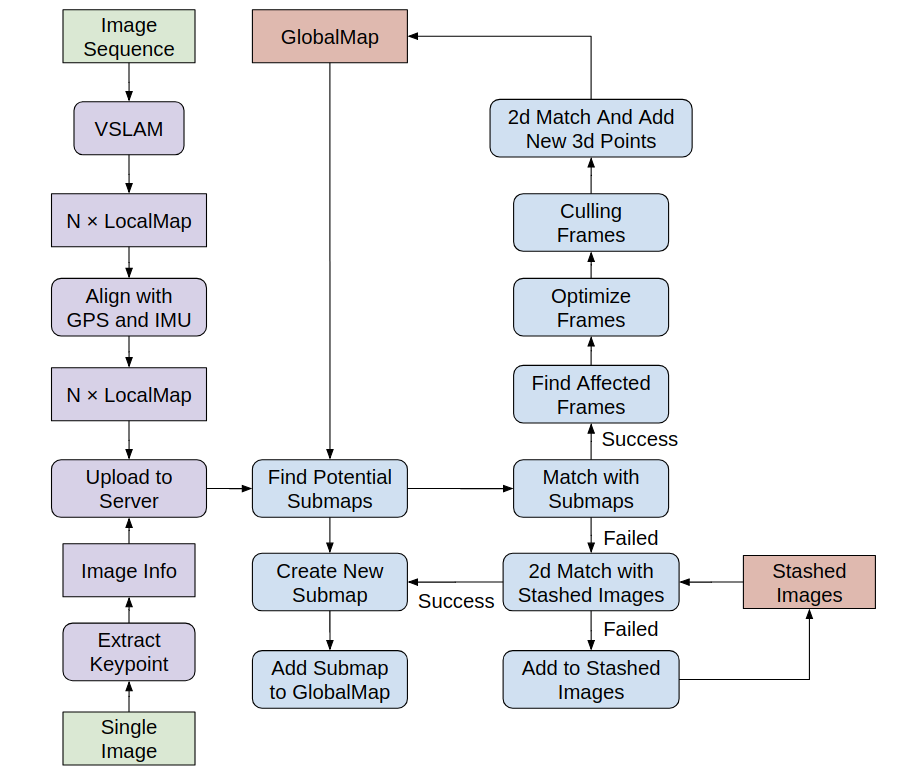 Image
Sequence
VSLAM
N × LocalMap
Align with
GPS and IMU
N × LocalMap
Upload to
Server
Image Info
Extract
Keypoint
Single
Image
GlobalMap
Find Potential
Submaps
Create New
Submap
Add Submap
to GlobalMap
2d Match And Add
New 3d Points
Culling
Frames
Optimize
Frames
Find Affected
Frames
Success
Match with
Submaps
Failed
2d Match with
Stashed Images
Success
Failed
Add to Stashed
Images
Stashed
Images